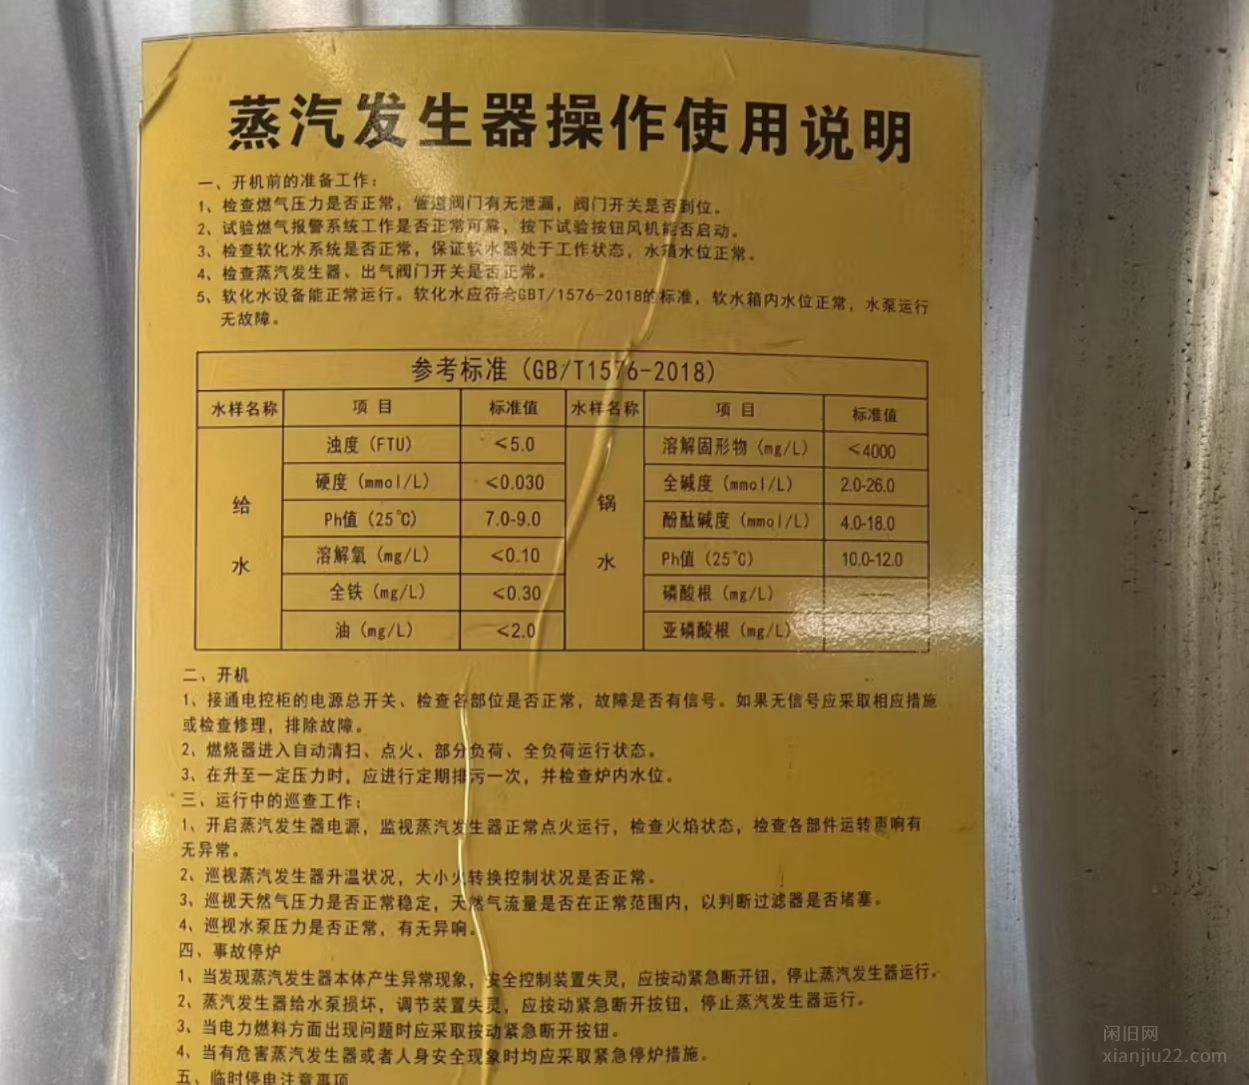 蒸汽发生器操作使用说明
一、开机前的准备工作：
1、检查燃气压力是否正常，管道阀门有无泄漏，阀门开关是否到位。
2、试验燃气报警系统工作是否正常可靠，按下试验按钮风机能否启动。
3、检查软化水系统是否正常，保证软水器处于工作状态，水箱水位正常。
4、检查蒸汽发生器、出气阀门开关是否正常。
5、软化水设备能正常运行。软化水应符合GBT/1576-2018的标准，软水箱内水位正常，水泵运行
无故障。
参考标准（GB/T1576-2018）
水样名称 项 目 标准值 水样名称 项 目 标准值
浊度（FTU） <5.0 溶解固形物（mg/L） <4000
硬度（mmol/L） <0.030 全碱度（mmol/L） 2.0-26.0
给 Ph值（25℃） 7.0-9.0 锅 酚酞碱度（mmol/L） 4.0-18.0
水 溶解氧（mg/L） <0.10 水 Ph值（25℃） 10.0-12.0
全铁（mg/L） <0.30 磷酸根（mg/L） ——
油（mg/L） <2.0 亚磷酸根（mg/L）
二、开机
1、接通电控柜的电源总开关、检查各部位是否正常，故障是否有信号。如果无信号应采取相应措施
或检查修理，排除故障。
2、燃烧器进入自动清扫、点火、部分负荷、全负荷运行状态。
3、在升至一定压力时，应进行定期排污一次，并检查炉内水位。
三、运行中的巡查工作：
1、开启蒸汽发生器电源，监视蒸汽发生器正常点火运行，检查火焰状态，检查各部件运转声响有
无异常。
2、巡视蒸汽发生器升温状况，大小火转换控制状况是否正常。
3、巡视天然气压力是否正常稳定，天然气流量是否在正常范围内，以判断过滤器是否堵塞。
4、巡视水泵压力是否正常，有无异响。
四、事故停炉
1、当发现蒸汽发生器本体产生异常现象，安全控制装置失灵，应按动紧急断开钮，停止蒸汽发生器运行。
2、蒸汽发生器给水泵损坏，调节装置失灵，应按动紧急断开按钮，停止蒸汽发生器运行。
3、当电力燃料方面出现问题时应采取按动紧急断开按钮。
4、当有危害蒸汽发生器或者人身安全现象时均应采取紧急停炉措施。
五、临时停电注意事项
闲旧网
xianjiu22.com